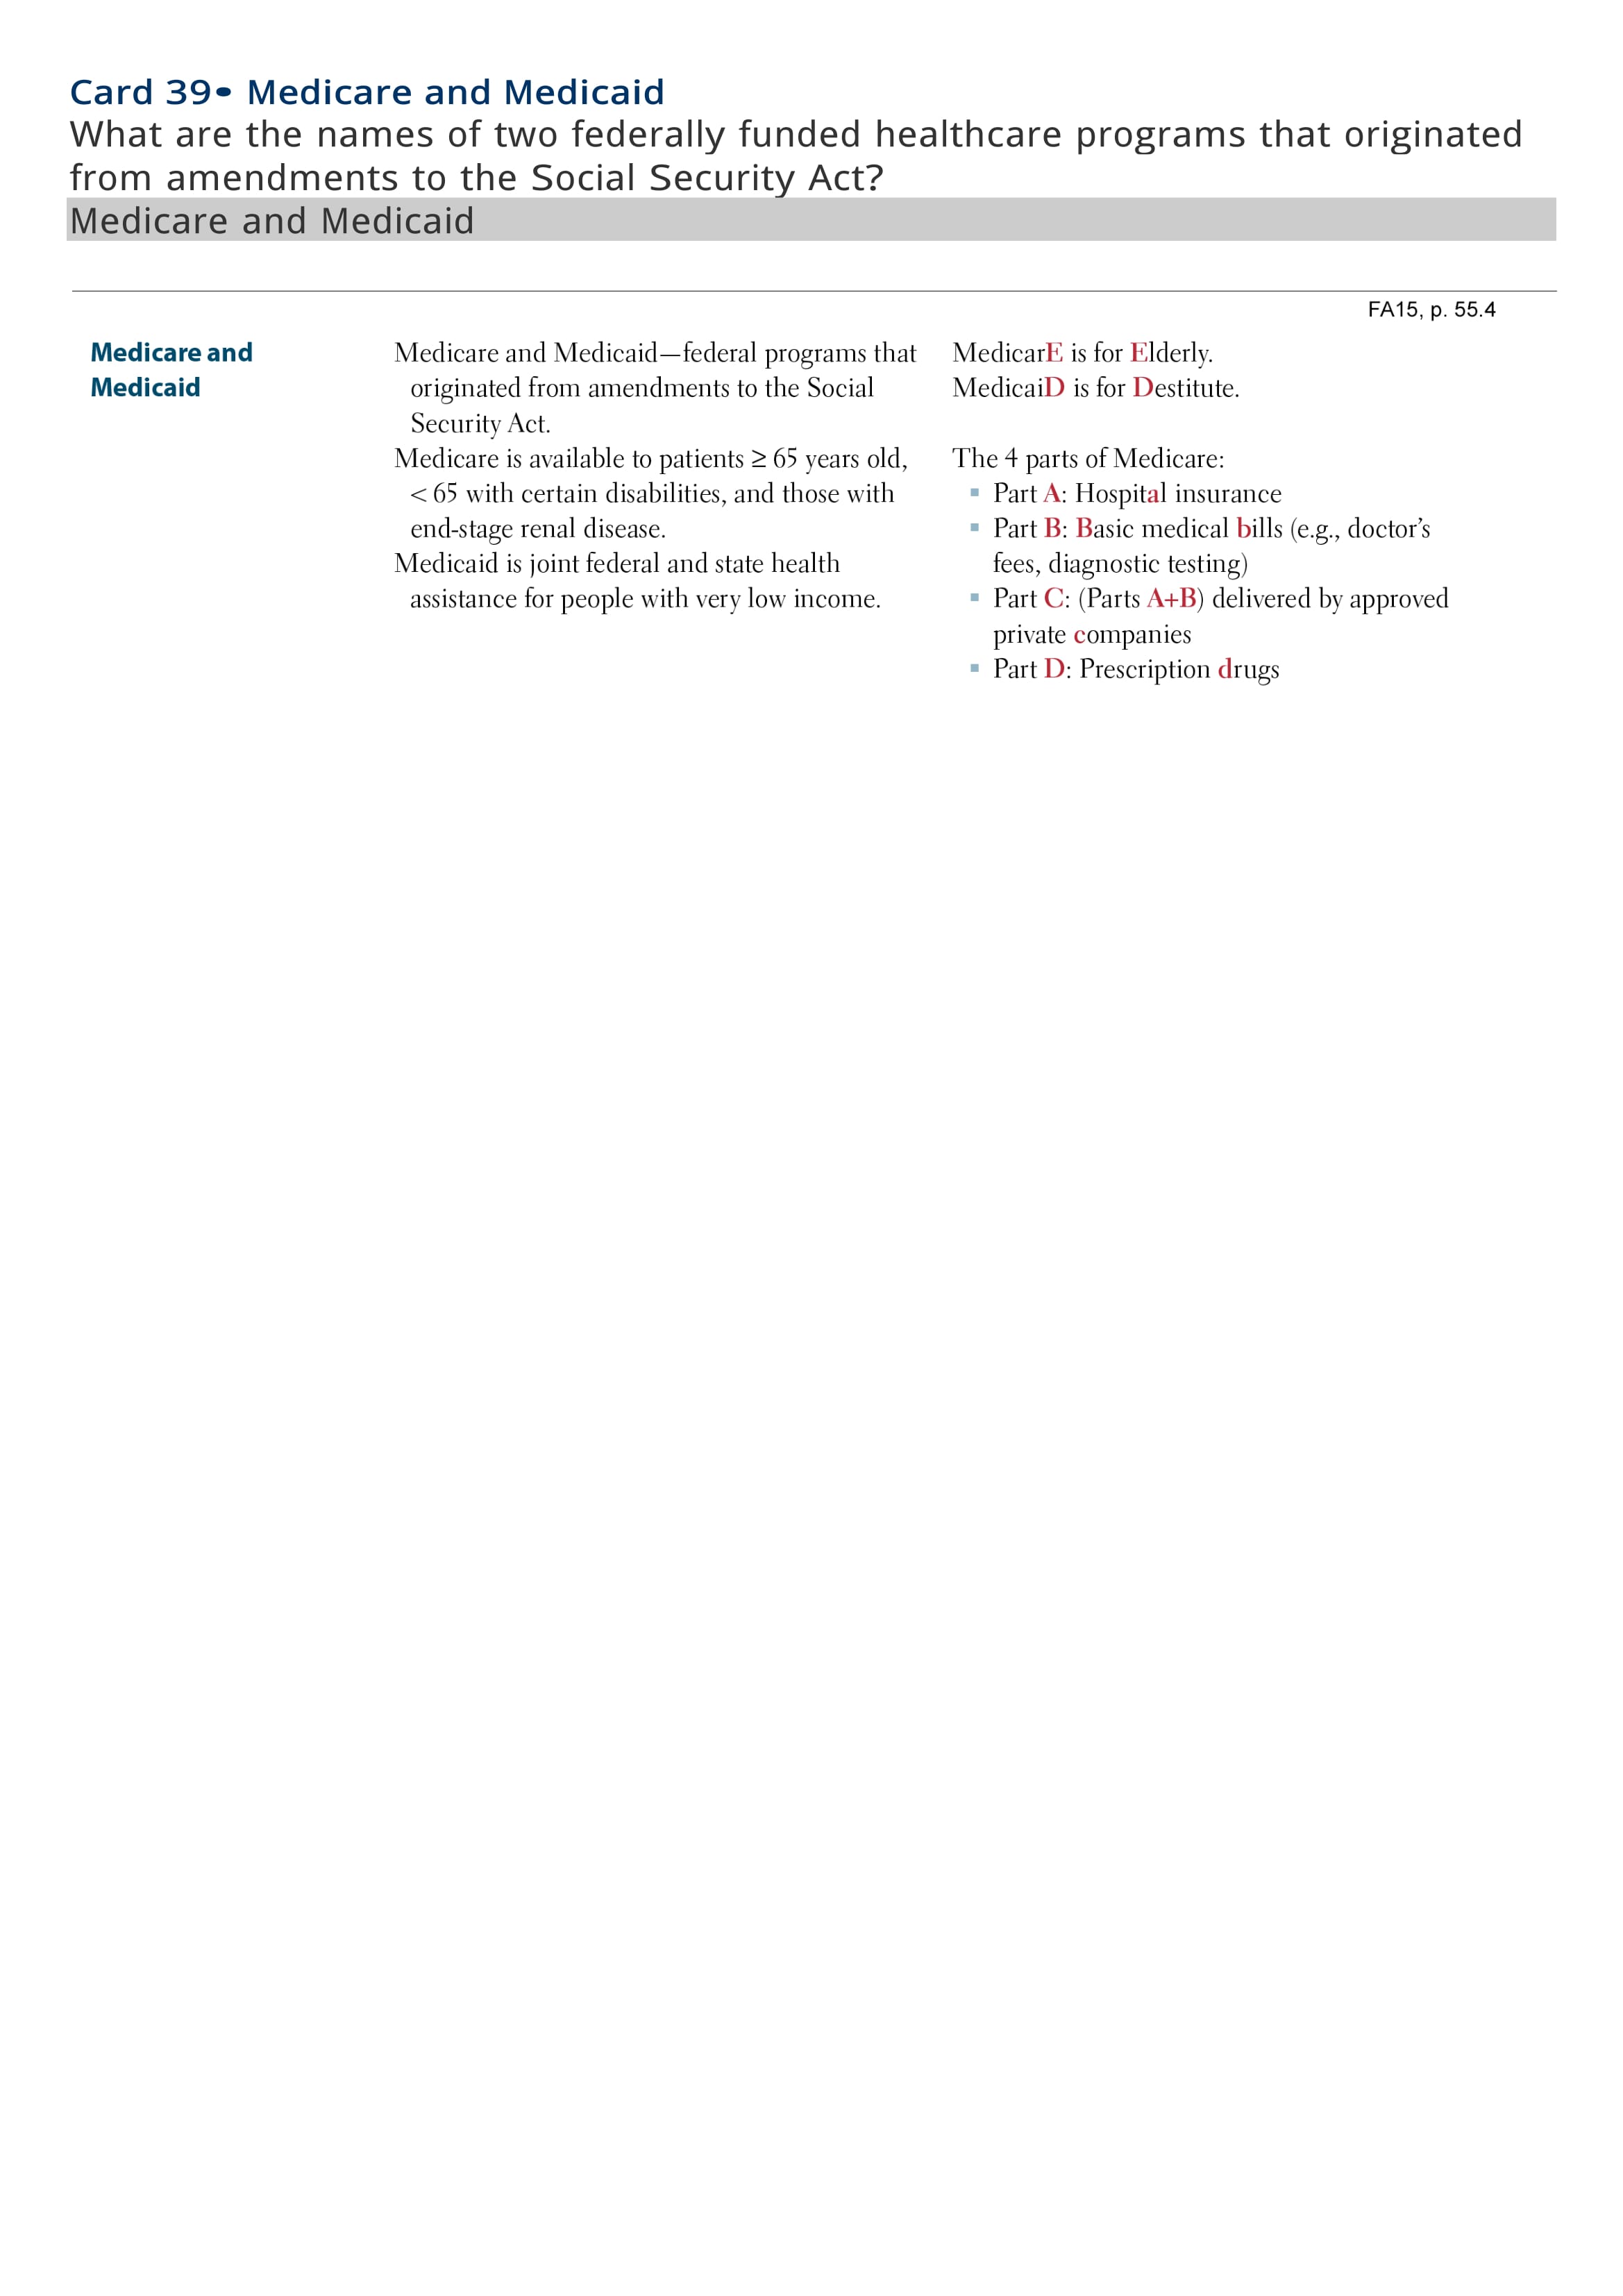 Card 39• Medicare and Medicaid
What are the names of two federally funded healthcare programs that originated
from amendments to the Social Security Act?
Medicare and Medicaid
FA15, p. 55.4
Medicare and
Medicaid
Medicare and Medicaid—federal programs that
originated from amendments to the Social
Security Act.
Medicare is available to patients ≥ 65 years old,
< 65 with certain disabilities, and those with
end-stage renal disease.
Medicaid is joint federal and state health
assistance for people with very low income.
MedicarE is for Elderly.
MedicaiD is for Destitute.
The 4 parts of Medicare:
▪ Part A: Hospital insurance
▪ Part B: Basic medical bills (e.g., doctor’s
fees, diagnostic testing)
▪ Part C: (Parts A+B) delivered by approved
private companies
▪ Part D: Prescription drugs